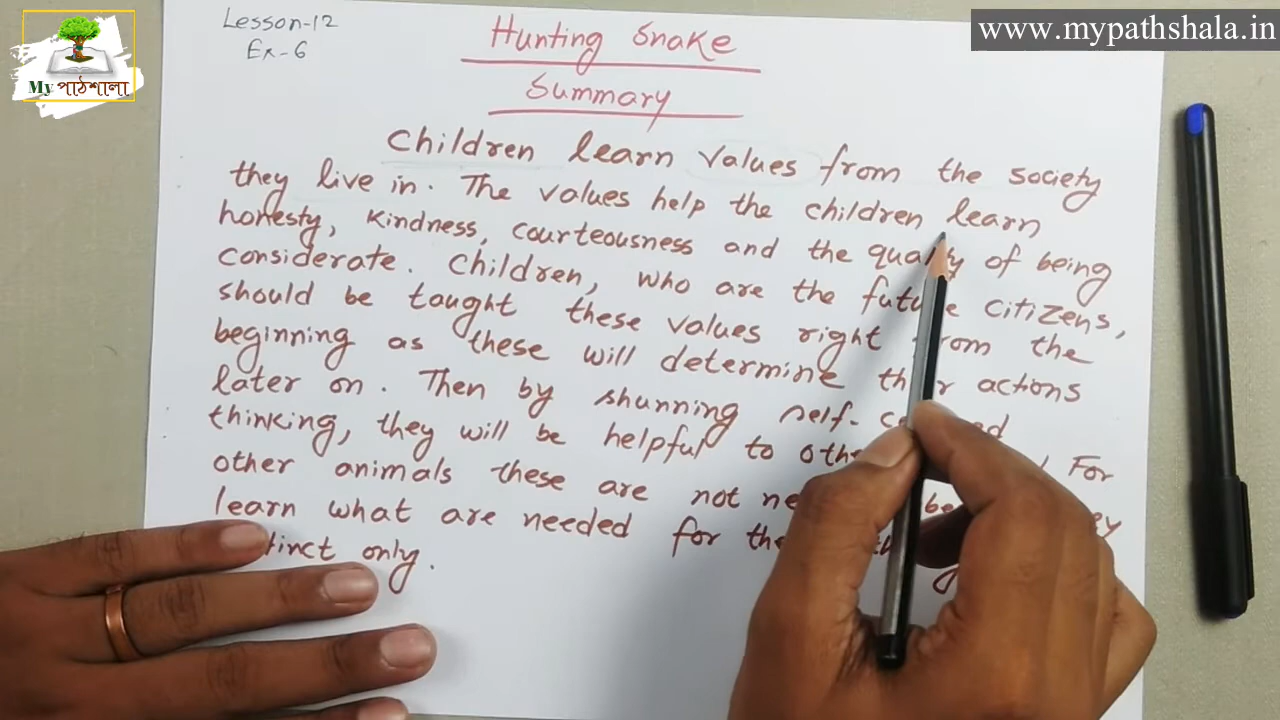 www.mypathshala.in
My পাঠশালা
Lesson-12
Ex-6
Hunting Snake
Summary
Children learn values from the society
they live in. The values help the children learn
honesty, kindness, courteousness and the quality of being
considerate. Children, who are the future citizens,
should be taught these values right from the
beginning as these will determine their actions
later on. Then by shunning self-
thinking, they will be helpful to For
other animals these are not
learn what are needed for
only.